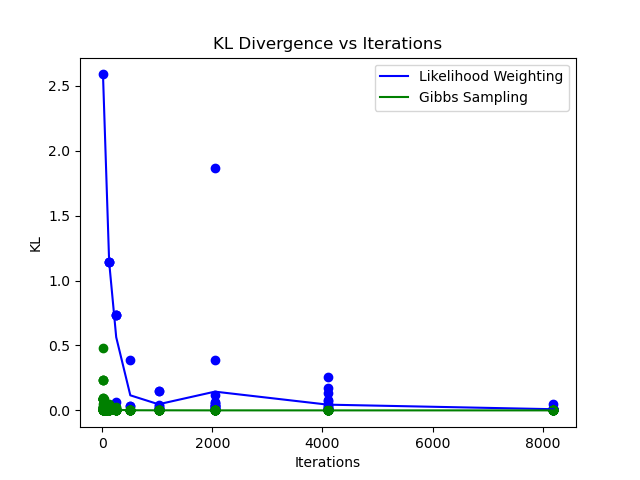 KL Divergence vs Iterations
Likelihood Weighting
Gibbs Sampling
2.5
2.0
1.5
1.0
0.5
0.0
KL
0 2000 4000 6000 8000
Iterations